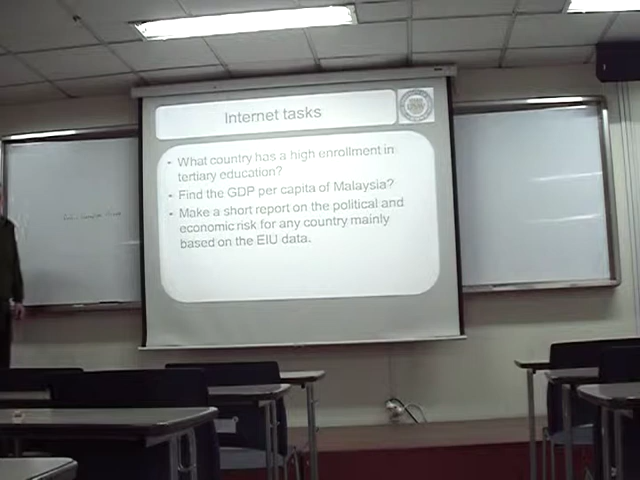 Internet tasks
• What country has a high enrollment in
tertiary education?
• Find the GDP per capita of Malaysia?
• Make a short report on the political and
economic risk for any country mainly
based on the EIU data.